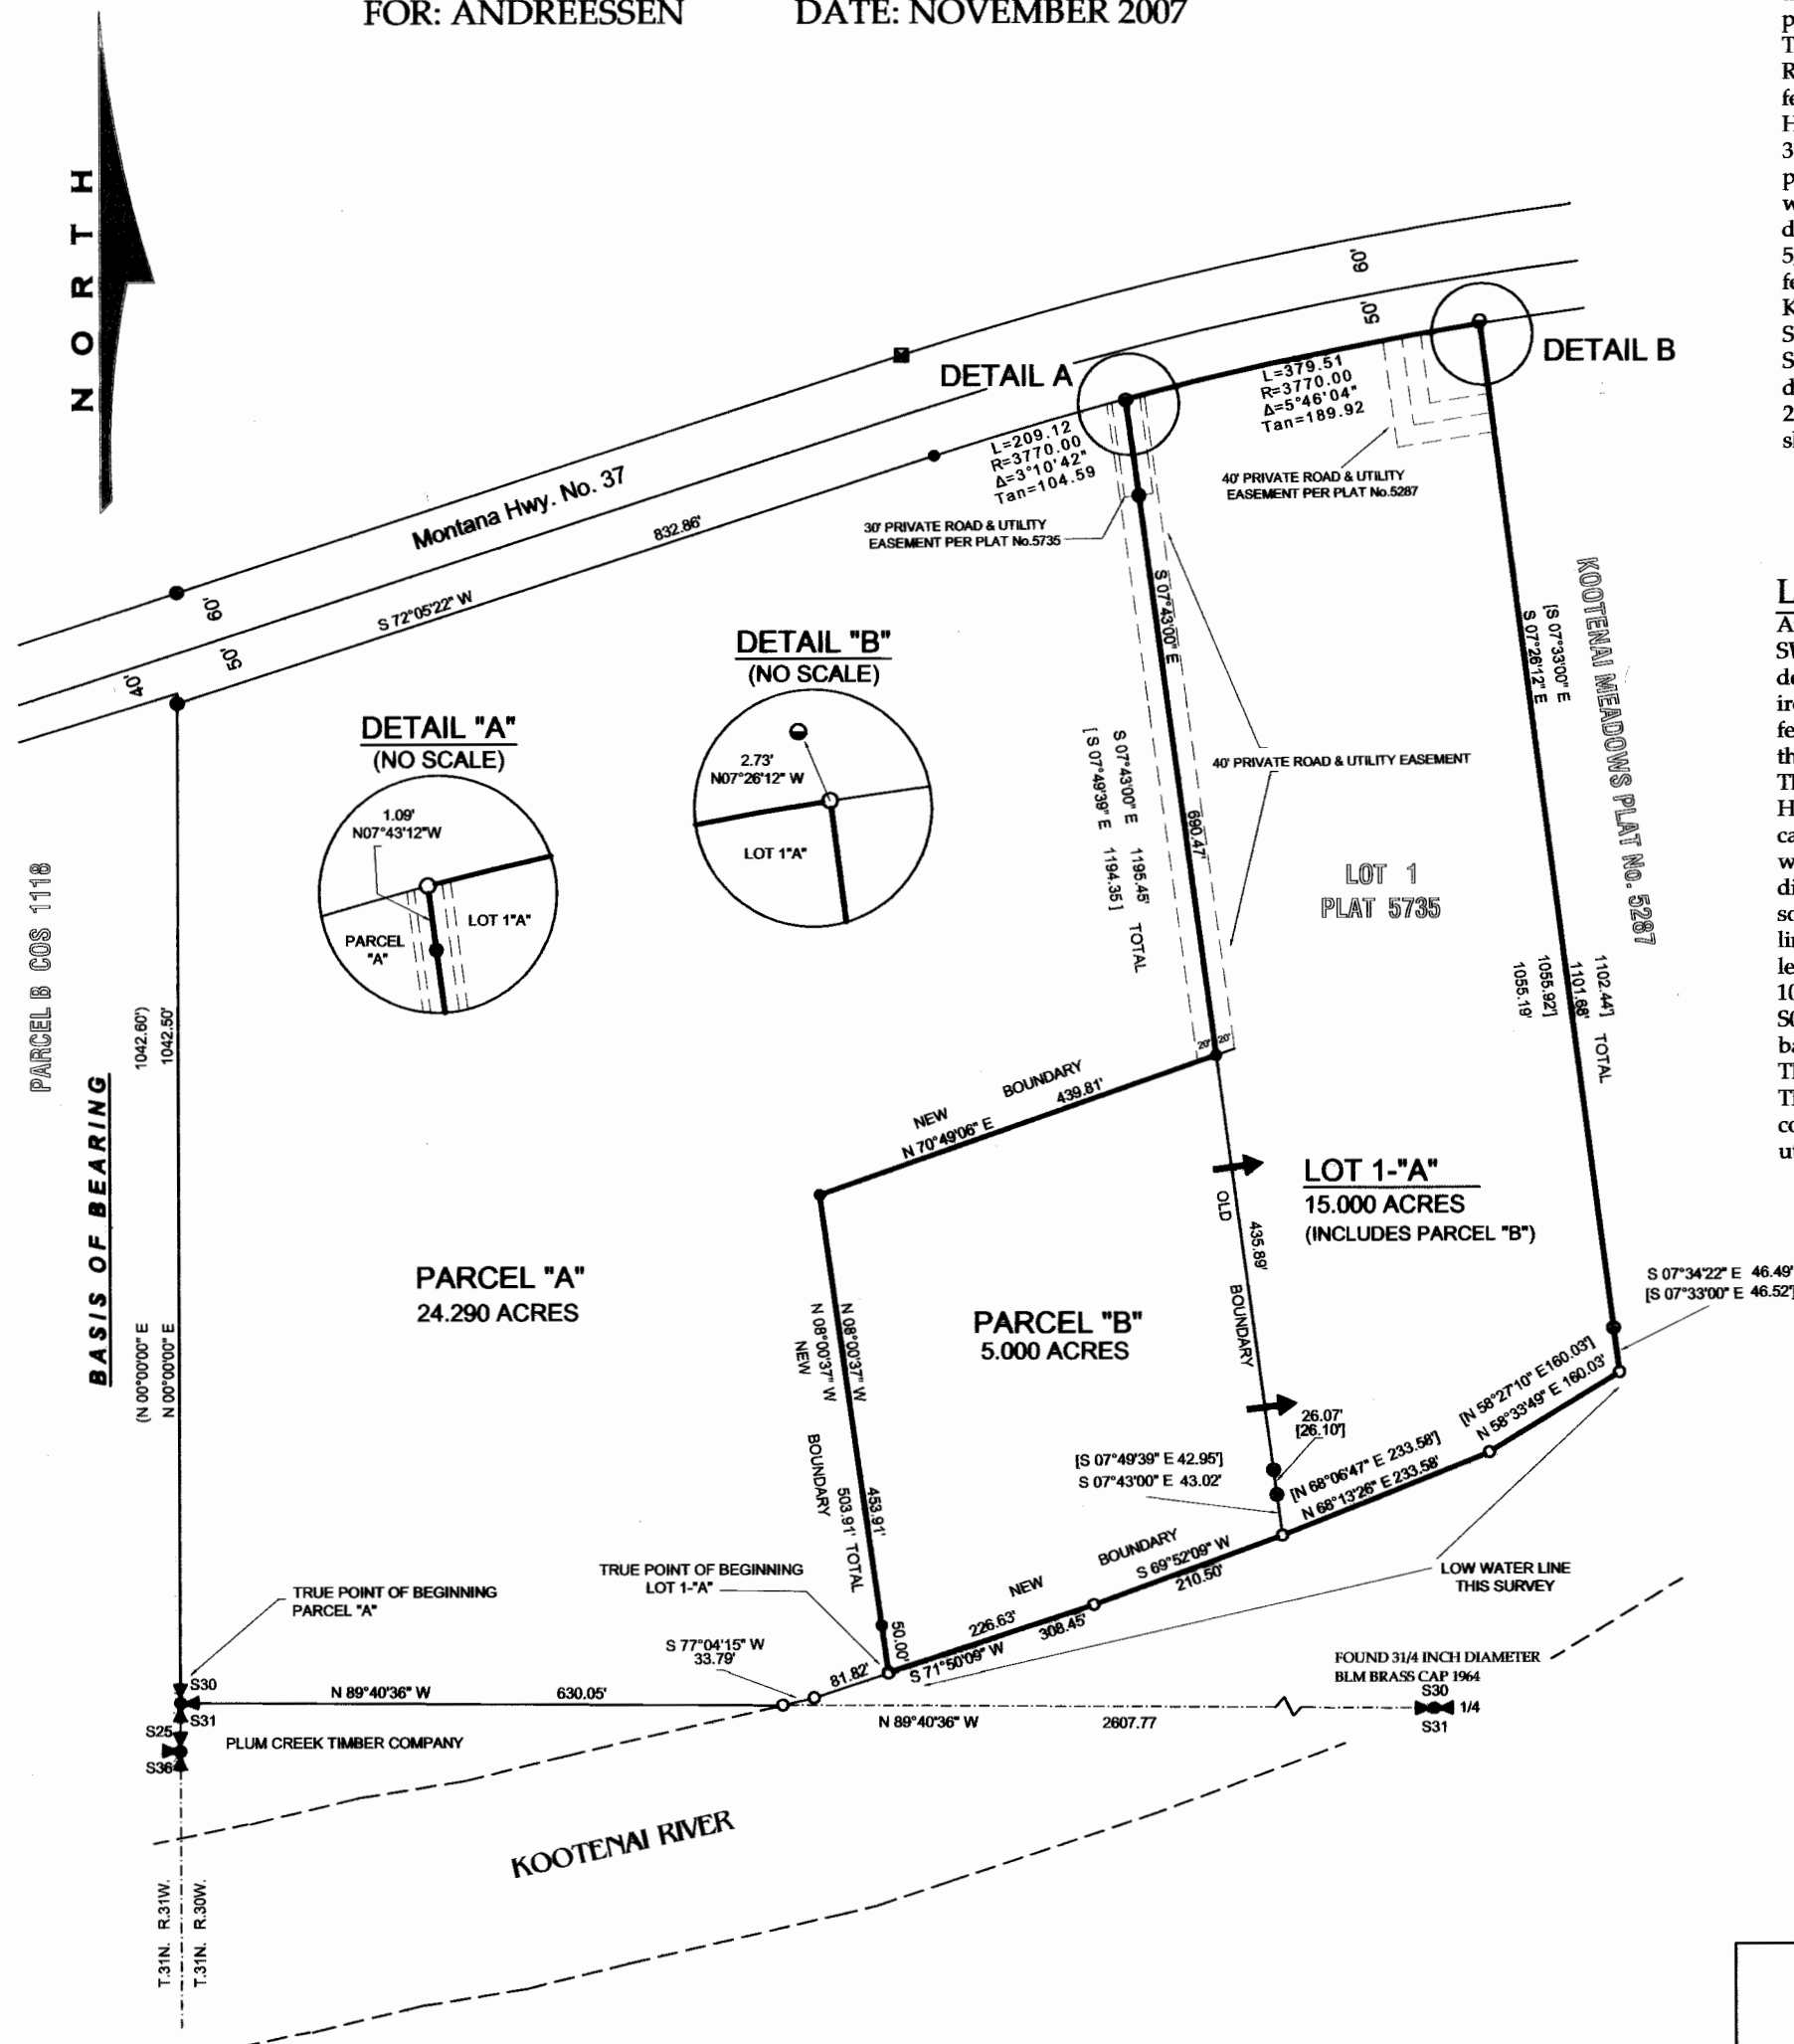 FOR: ANDREESSEN DATE: NOVEMBER 2007
NORTH
60'
50'
DETAIL A
DETAIL B
L=379.51
R=3770.00
Δ=5°46'04"
Tan=189.92
L=209.12
R=3770.00
Δ=3°10'42"
Tan=104.59
Montana Hwy. No. 37
832.86'
S 72°05'22" W
60'
50'
40'
40' PRIVATE ROAD & UTILITY
EASEMENT PER PLAT No.5287
30' PRIVATE ROAD & UTILITY
EASEMENT PER PLAT No.5735
S 07°43'00" E
690.47'
[S 07°33'00" E
S 07°26'12" E
KOOTENAI MEADOWS PLAT No. 5287
DETAIL "B"
(NO SCALE)
2.73'
N07°26'12" W
LOT 1"A"
DETAIL "A"
(NO SCALE)
1.09'
N07°43'12"W
LOT 1"A"
PARCEL
"A"
40' PRIVATE ROAD & UTILITY EASEMENT
S 07°43'00" E 1195.45' TOTAL
[S 07°49'39" E 1194.35]
LOT 1
PLAT 5735
1102.44']
1101.68' TOTAL
1055.92']
1055.19'
PARCEL B COS 1118
1042.60')
1042.50'
BASIS OF BEARING
(N 00°00'00" E
N 00°00'00" E
20' 20'
NEW BOUNDARY
N 70°49'06" E 439.81'
OLD BOUNDARY
435.89'
LOT 1-"A"
15.000 ACRES
(INCLUDES PARCEL "B")
PARCEL "A"
24.290 ACRES
PARCEL "B"
5.000 ACRES
N 08°00'37" W 453.91'
N 08°00'37" W 503.91' TOTAL
NEW BOUNDARY
50.00'
S 07°34'22" E 46.49'
[S 07°33'00" E 46.52']
[N 58°27'10" E160.03']
N 58°33'49" E 160.03'
26.07'
[26.10']
[S 07°49'39" E 42.95']
S 07°43'00" E 43.02'
[N 68°06'47" E 233.58']
N 68°13'26" E 233.58'
NEW BOUNDARY
S 69°52'09" W
210.50'
226.63'
308.45'
S 71°50'09" W
81.82'
LOW WATER LINE
THIS SURVEY
TRUE POINT OF BEGINNING
LOT 1-"A"
TRUE POINT OF BEGINNING
PARCEL "A"
S 77°04'15" W
33.79'
FOUND 31/4 INCH DIAMETER
BLM BRASS CAP 1964
S30
1/4
S31
S30
S31
S25
S36
N 89°40'36" W 630.05'
N 89°40'36" W 2607.77
PLUM CREEK TIMBER COMPANY
KOOTENAI RIVER
T.31N. R.31W.
T.31N. R.30W.